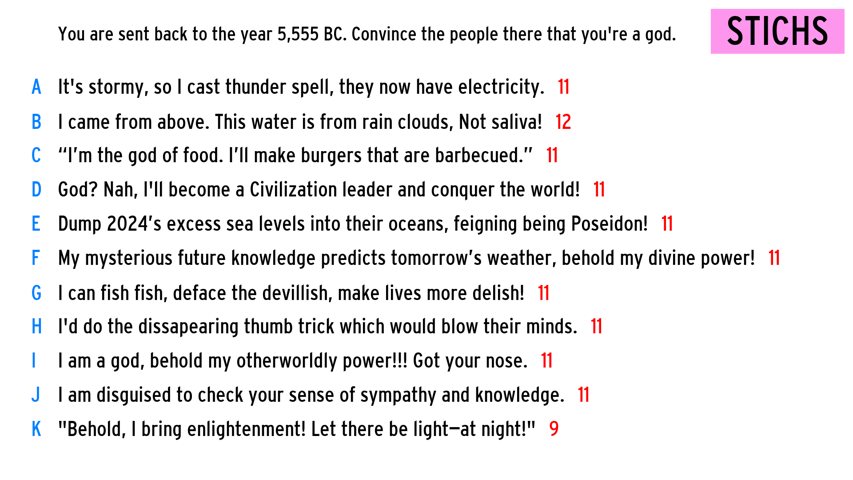 You are sent back to the year 5,555 BC. Convince the people there that you're a god.
STICHS
A It's stormy, so I cast thunder spell, they now have electricity. 11
B I came from above. This water is from rain clouds, Not saliva! 12
C “I’m the god of food. I’ll make burgers that are barbecued.” 11
D God? Nah, I'll become a Civilization leader and conquer the world! 11
E Dump 2024’s excess sea levels into their oceans, feigning being Poseidon! 11
F My mysterious future knowledge predicts tomorrow’s weather, behold my divine power! 11
G I can fish fish, deface the devillish, make lives more delish! 11
H I'd do the dissapearing thumb trick which would blow their minds. 11
I I am a god, behold my otherworldly power!!! Got your nose. 11
J I am disguised to check your sense of sympathy and knowledge. 11
K "Behold, I bring enlightenment! Let there be light—at night!" 9